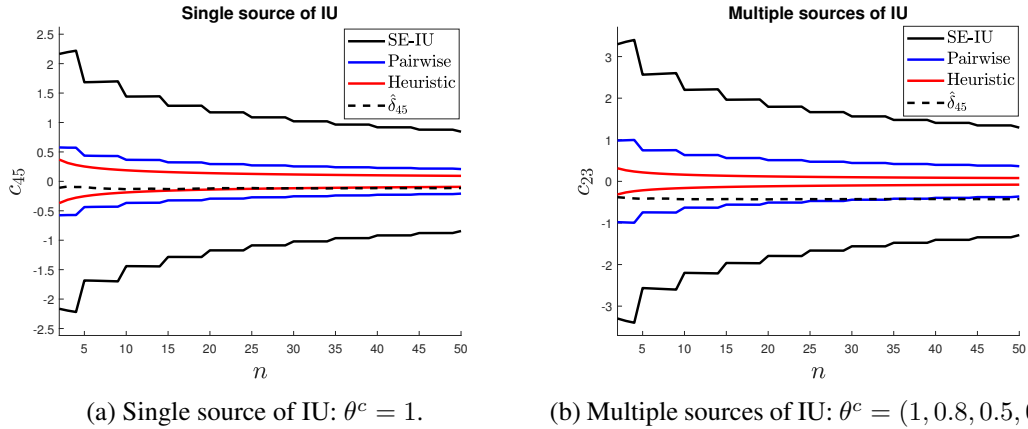 Single source of IU
2.5
2
1.5
1
0.5
0
-0.5
-1
-1.5
-2
-2.5
c₄₅
SE-IU
Pairwise
Heuristic
δ̂₄₅
5 10 15 20 25 30 35 40 45 50
n
(a) Single source of IU: θᶜ = 1.
Multiple sources of IU
3
2
1
0
-1
-2
-3
c₂₃
SE-IU
Pairwise
Heuristic
δ̂₄₅
5 10 15 20 25 30 35 40 45 50
n
(b) Multiple sources of IU: θᶜ = (1, 0.8, 0.5,